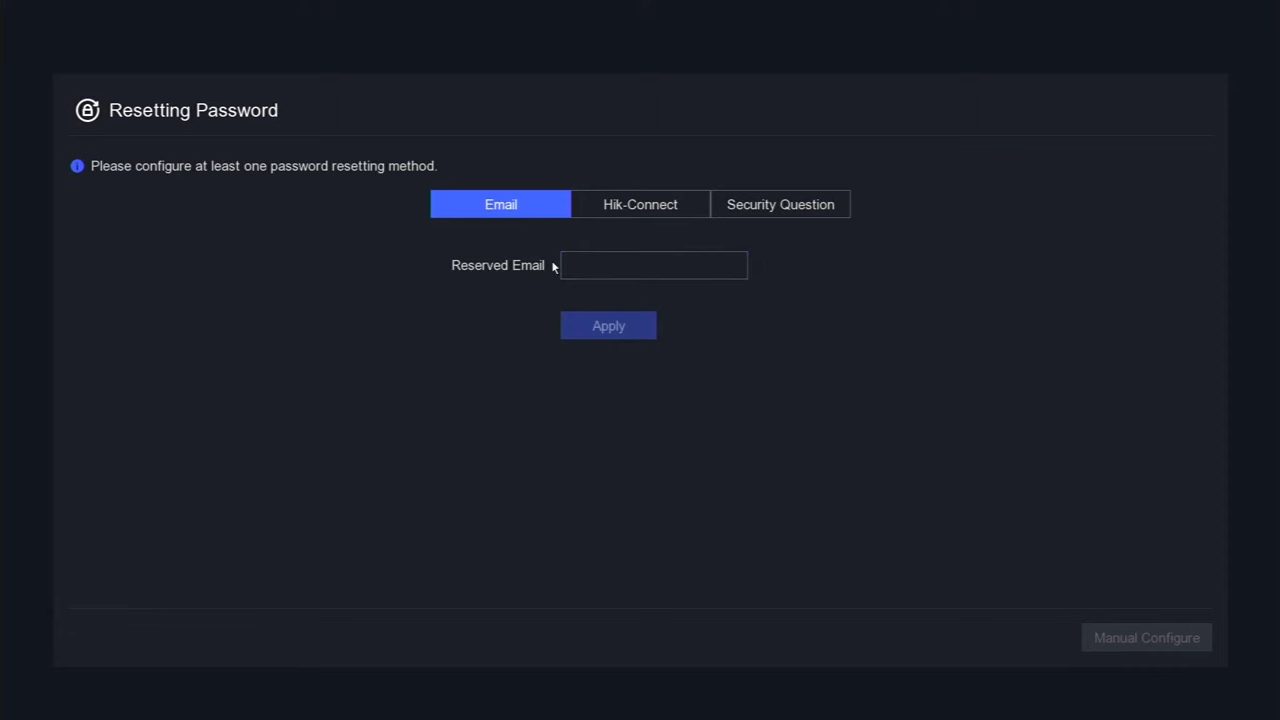 Resetting Password
Please configure at least one password resetting method.
Email Hik-Connect Security Question
Reserved Email
Apply
Manual Configure